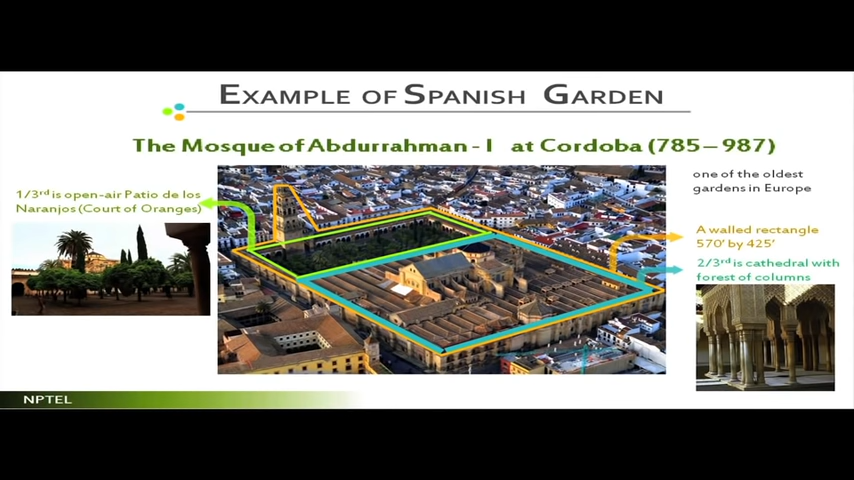 EXAMPLE OF SPANISH GARDEN
The Mosque of Abdurrahman - I at Cordoba (785 – 987)
1/3rd is open-air Patio de los
Naranjos (Court of Oranges)
one of the oldest
gardens in Europe
A walled rectangle
570' by 425'
2/3rd is cathedral with
forest of columns
NPTEL